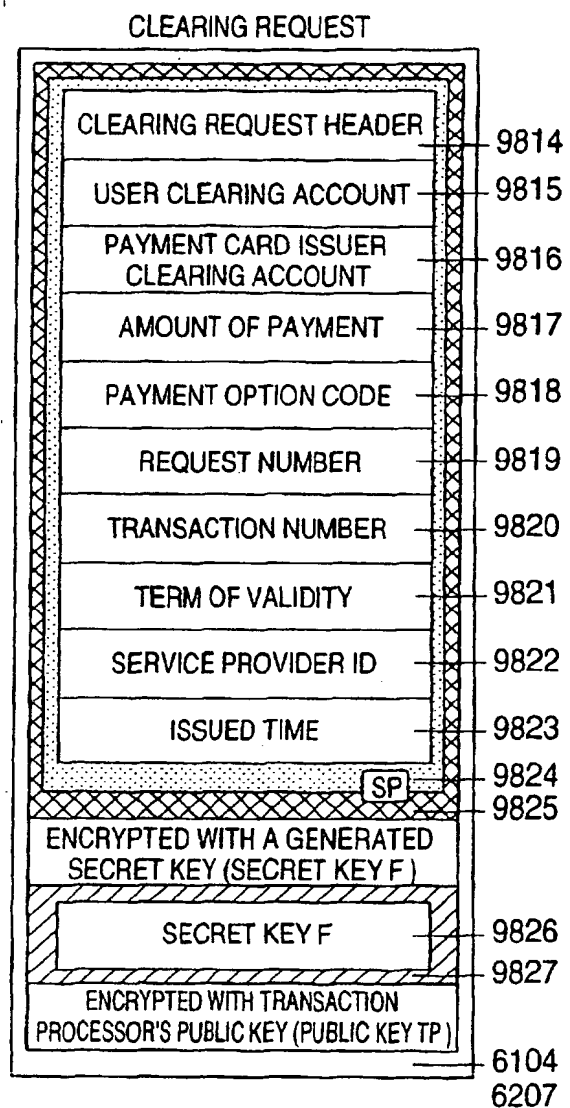 CLEARING REQUEST
CLEARING REQUEST HEADER 9814
USER CLEARING ACCOUNT 9815
PAYMENT CARD ISSUER
CLEARING ACCOUNT 9816
AMOUNT OF PAYMENT 9817
PAYMENT OPTION CODE 9818
REQUEST NUMBER 9819
TRANSACTION NUMBER 9820
TERM OF VALIDITY 9821
SERVICE PROVIDER ID 9822
ISSUED TIME 9823
SP 9824
9825
ENCRYPTED WITH A GENERATED
SECRET KEY (SECRET KEY F )
SECRET KEY F 9826
9827
ENCRYPTED WITH TRANSACTION
PROCESSOR'S PUBLIC KEY (PUBLIC KEY TP )
6104
6207